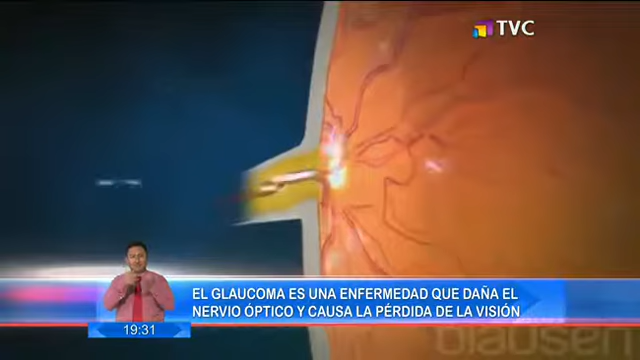 TVC
EL GLAUCOMA ES UNA ENFERMEDAD QUE DAÑA EL
NERVIO ÓPTICO Y CAUSA LA PÉRDIDA DE LA VISIÓN
19:31
blausen